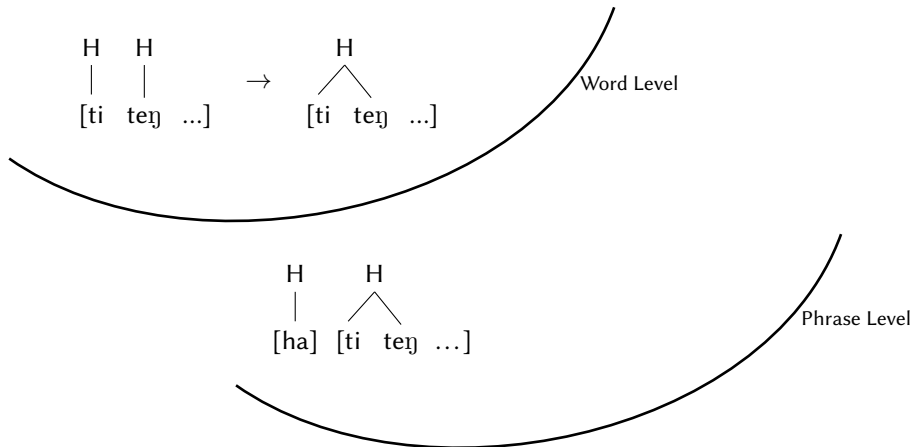 H H H
→ Word Level
[ti teŋ ...] [ti teŋ ...]
H H
Phrase Level
[ha] [ti teŋ …]